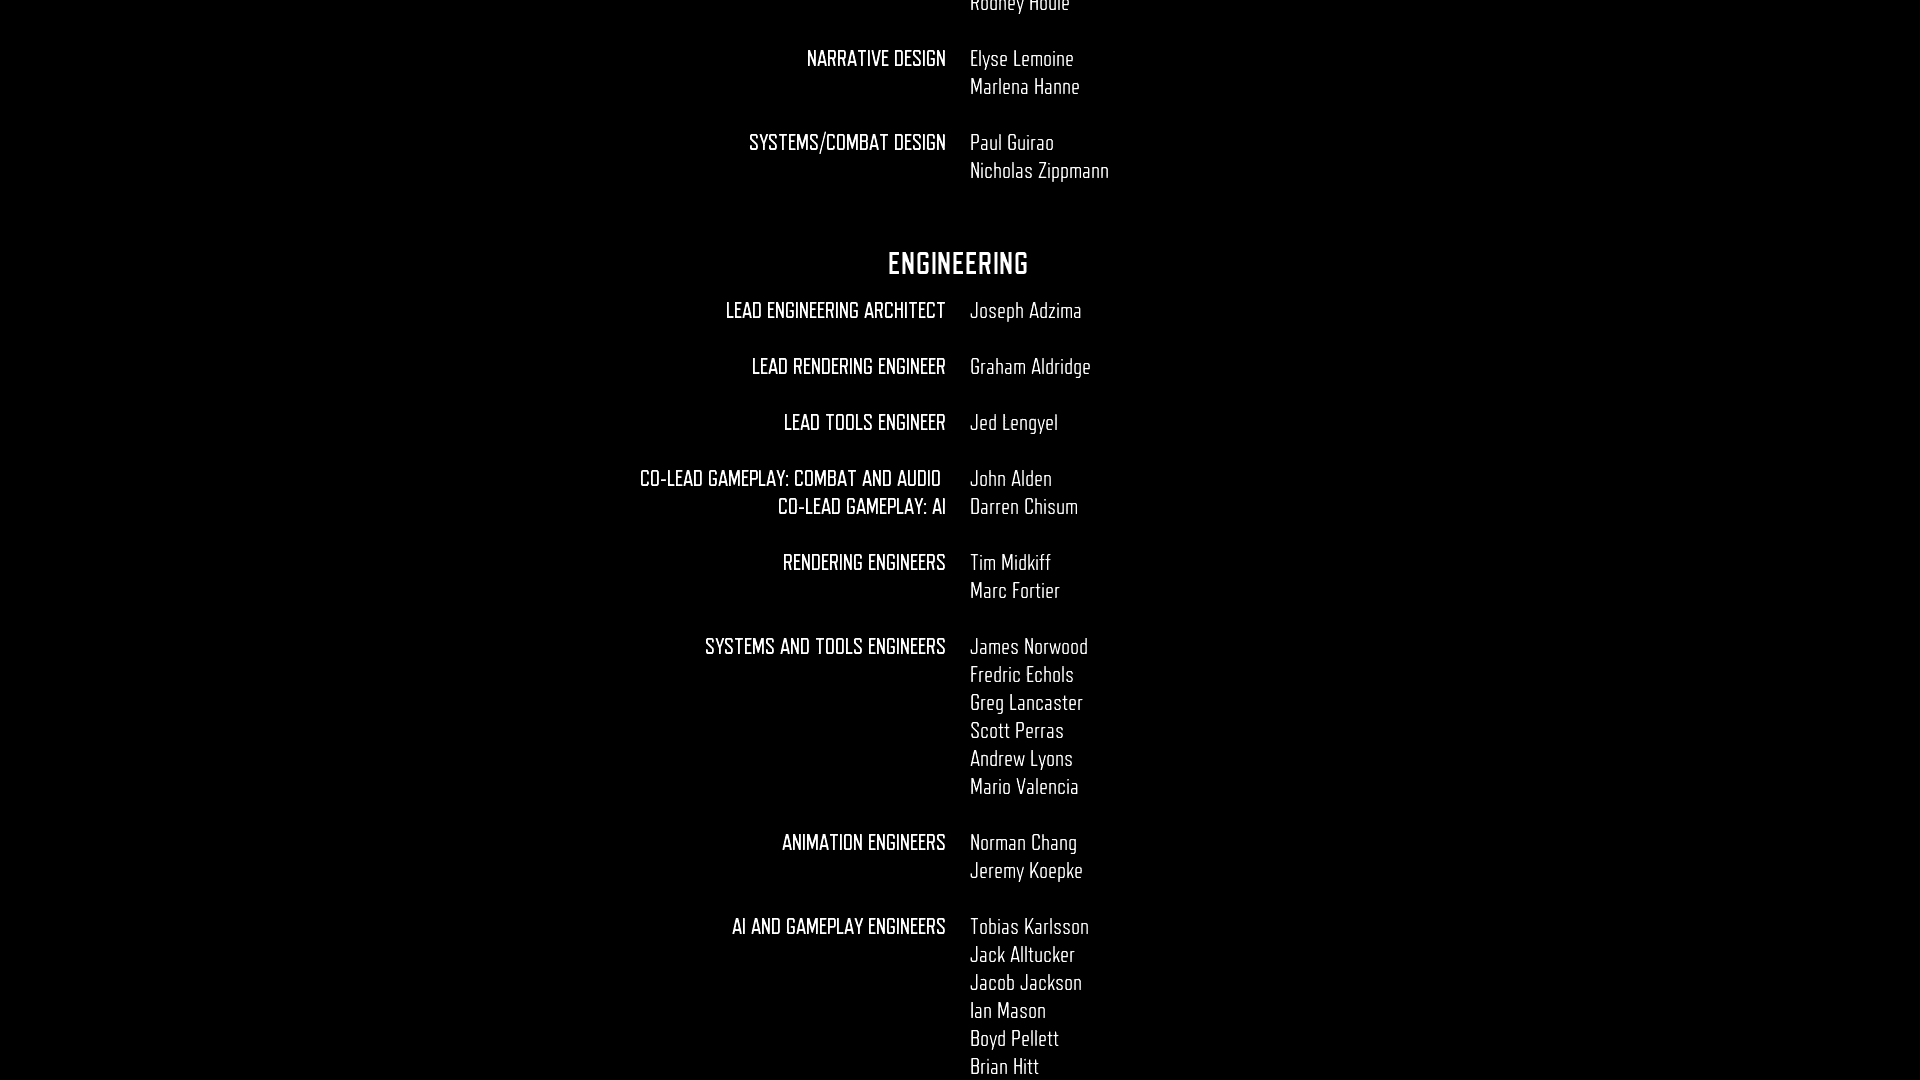 Rodney Houle
NARRATIVE DESIGN Elyse Lemoine
Marlena Hanne
SYSTEMS/COMBAT DESIGN Paul Guirao
Nicholas Zippmann
ENGINEERING
LEAD ENGINEERING ARCHITECT Joseph Adzima
LEAD RENDERING ENGINEER Graham Aldridge
LEAD TOOLS ENGINEER Jed Lengyel
CO-LEAD GAMEPLAY: COMBAT AND AUDIO John Alden
CO-LEAD GAMEPLAY: AI Darren Chisum
RENDERING ENGINEERS Tim Midkiff
Marc Fortier
SYSTEMS AND TOOLS ENGINEERS James Norwood
Fredric Echols
Greg Lancaster
Scott Perras
Andrew Lyons
Mario Valencia
ANIMATION ENGINEERS Norman Chang
Jeremy Koepke
AI AND GAMEPLAY ENGINEERS Tobias Karlsson
Jack Alltucker
Jacob Jackson
Ian Mason
Boyd Pellett
Brian Hitt